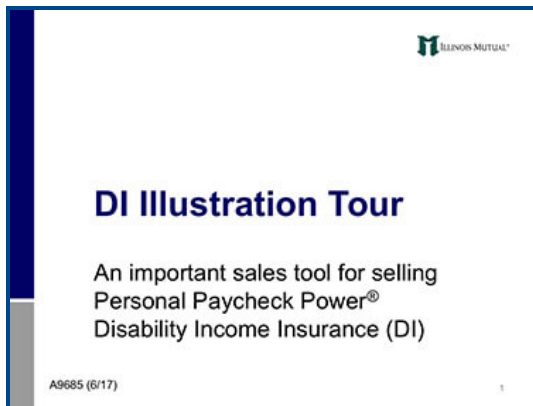 ILLINOIS MUTUAL®
DI Illustration Tour
An important sales tool for selling
Personal Paycheck Power®
Disability Income Insurance (DI)
A9685 (6/17)
1